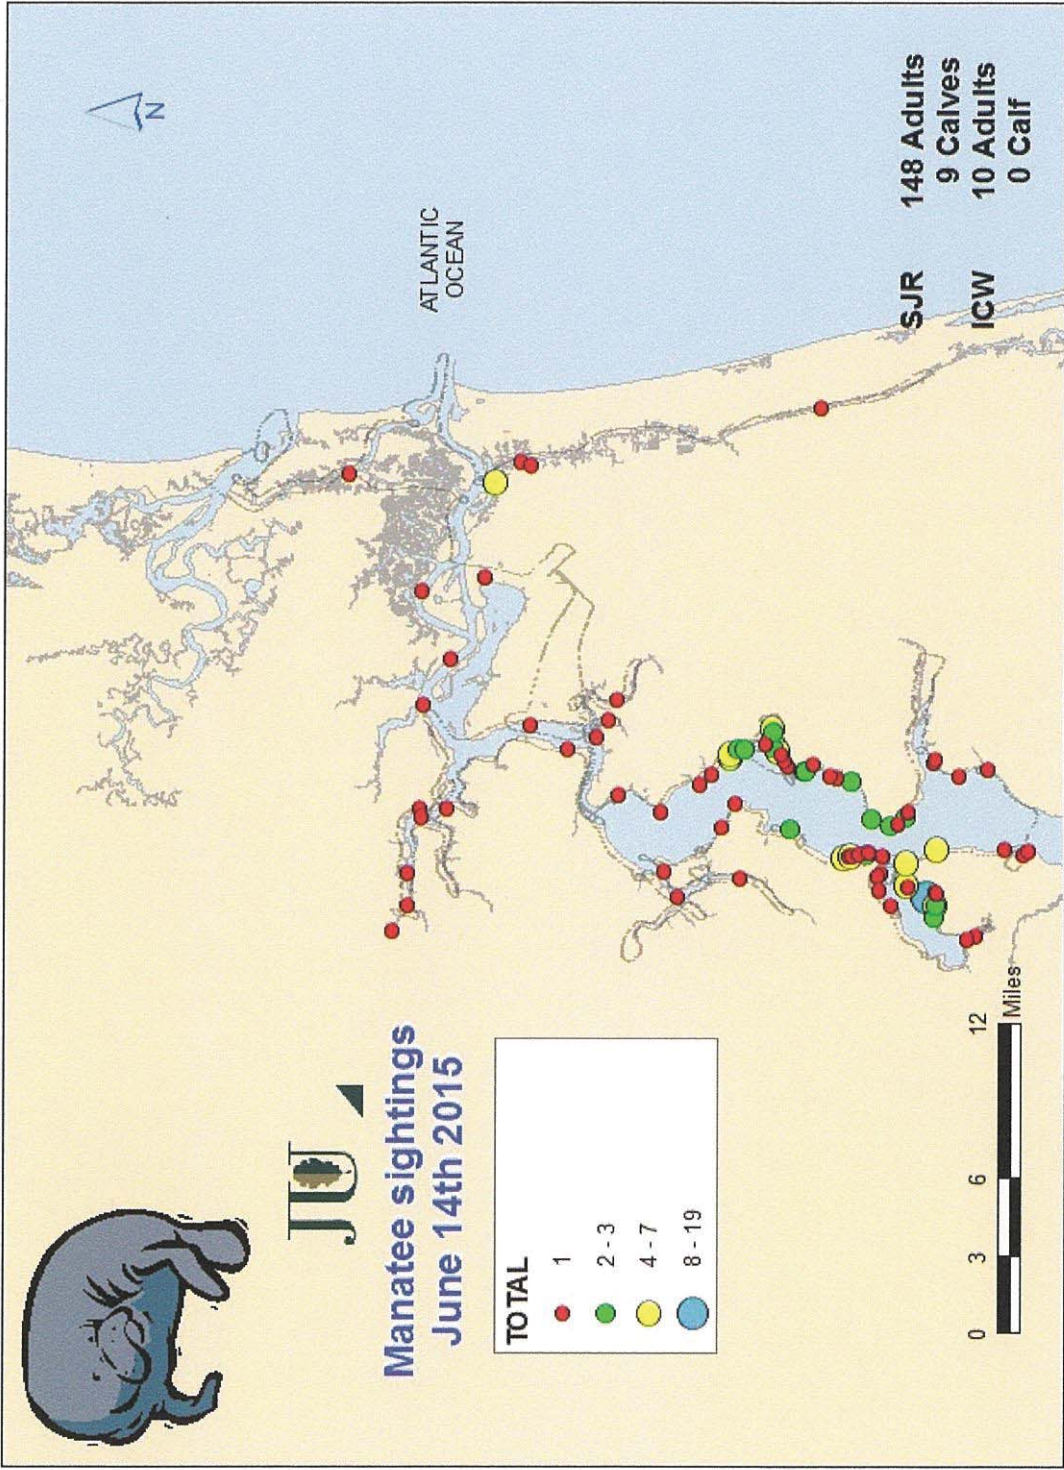 JU
Manatee sightings
June 14th 2015
TOTAL
1
2 - 3
4 - 7
8 - 19
0 3 6 12
Miles
N
ATLANTIC
OCEAN
SJR 148 Adults
9 Calves
ICW 10 Adults
0 Calf